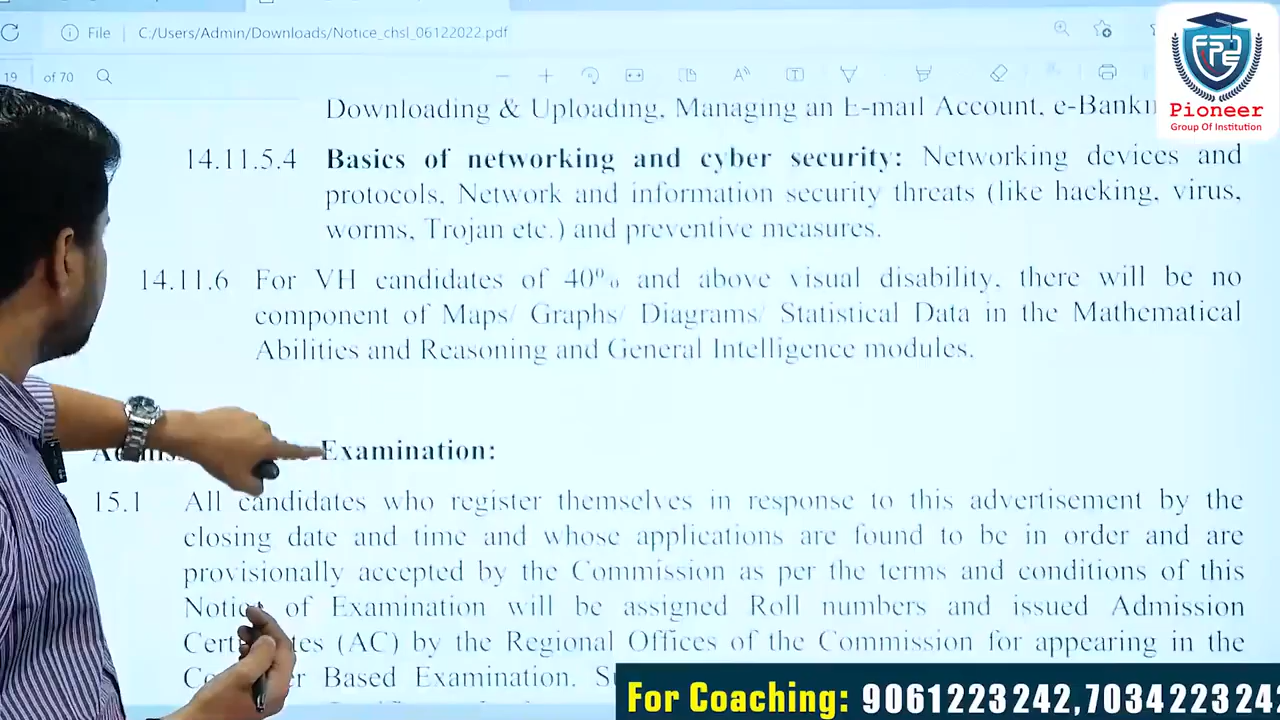 File C:/Users/Admin/Downloads/Notice_chsl_06122022.pdf
19 of 70
Downloading & Uploading, Managing an E-mail Account,
Pioneer
Group Of Institution
14.11.5.4 Basics of networking and cyber security: Networking devices and
protocols, Network and information security threats (like hacking, virus,
worms, Trojan etc.) and preventive measures.
14.11.6 For VH candidates of 40% and above visual disability, there will be no
component of Maps/ Graphs/ Diagrams/ Statistical Data in the Mathematical
Abilities and Reasoning and General Intelligence modules.
Examination:
15.1 All candidates who register themselves in response to this advertisement by the
closing date and time and whose applications are found to be in order and are
provisionally accepted by the Commission as per the terms and conditions of this
Notice of Examination will be assigned Roll numbers and issued Admission
(AC) by the Regional Offices of the Commission for appearing in the
Based Examination.
For Coaching: 9061223242,703422324